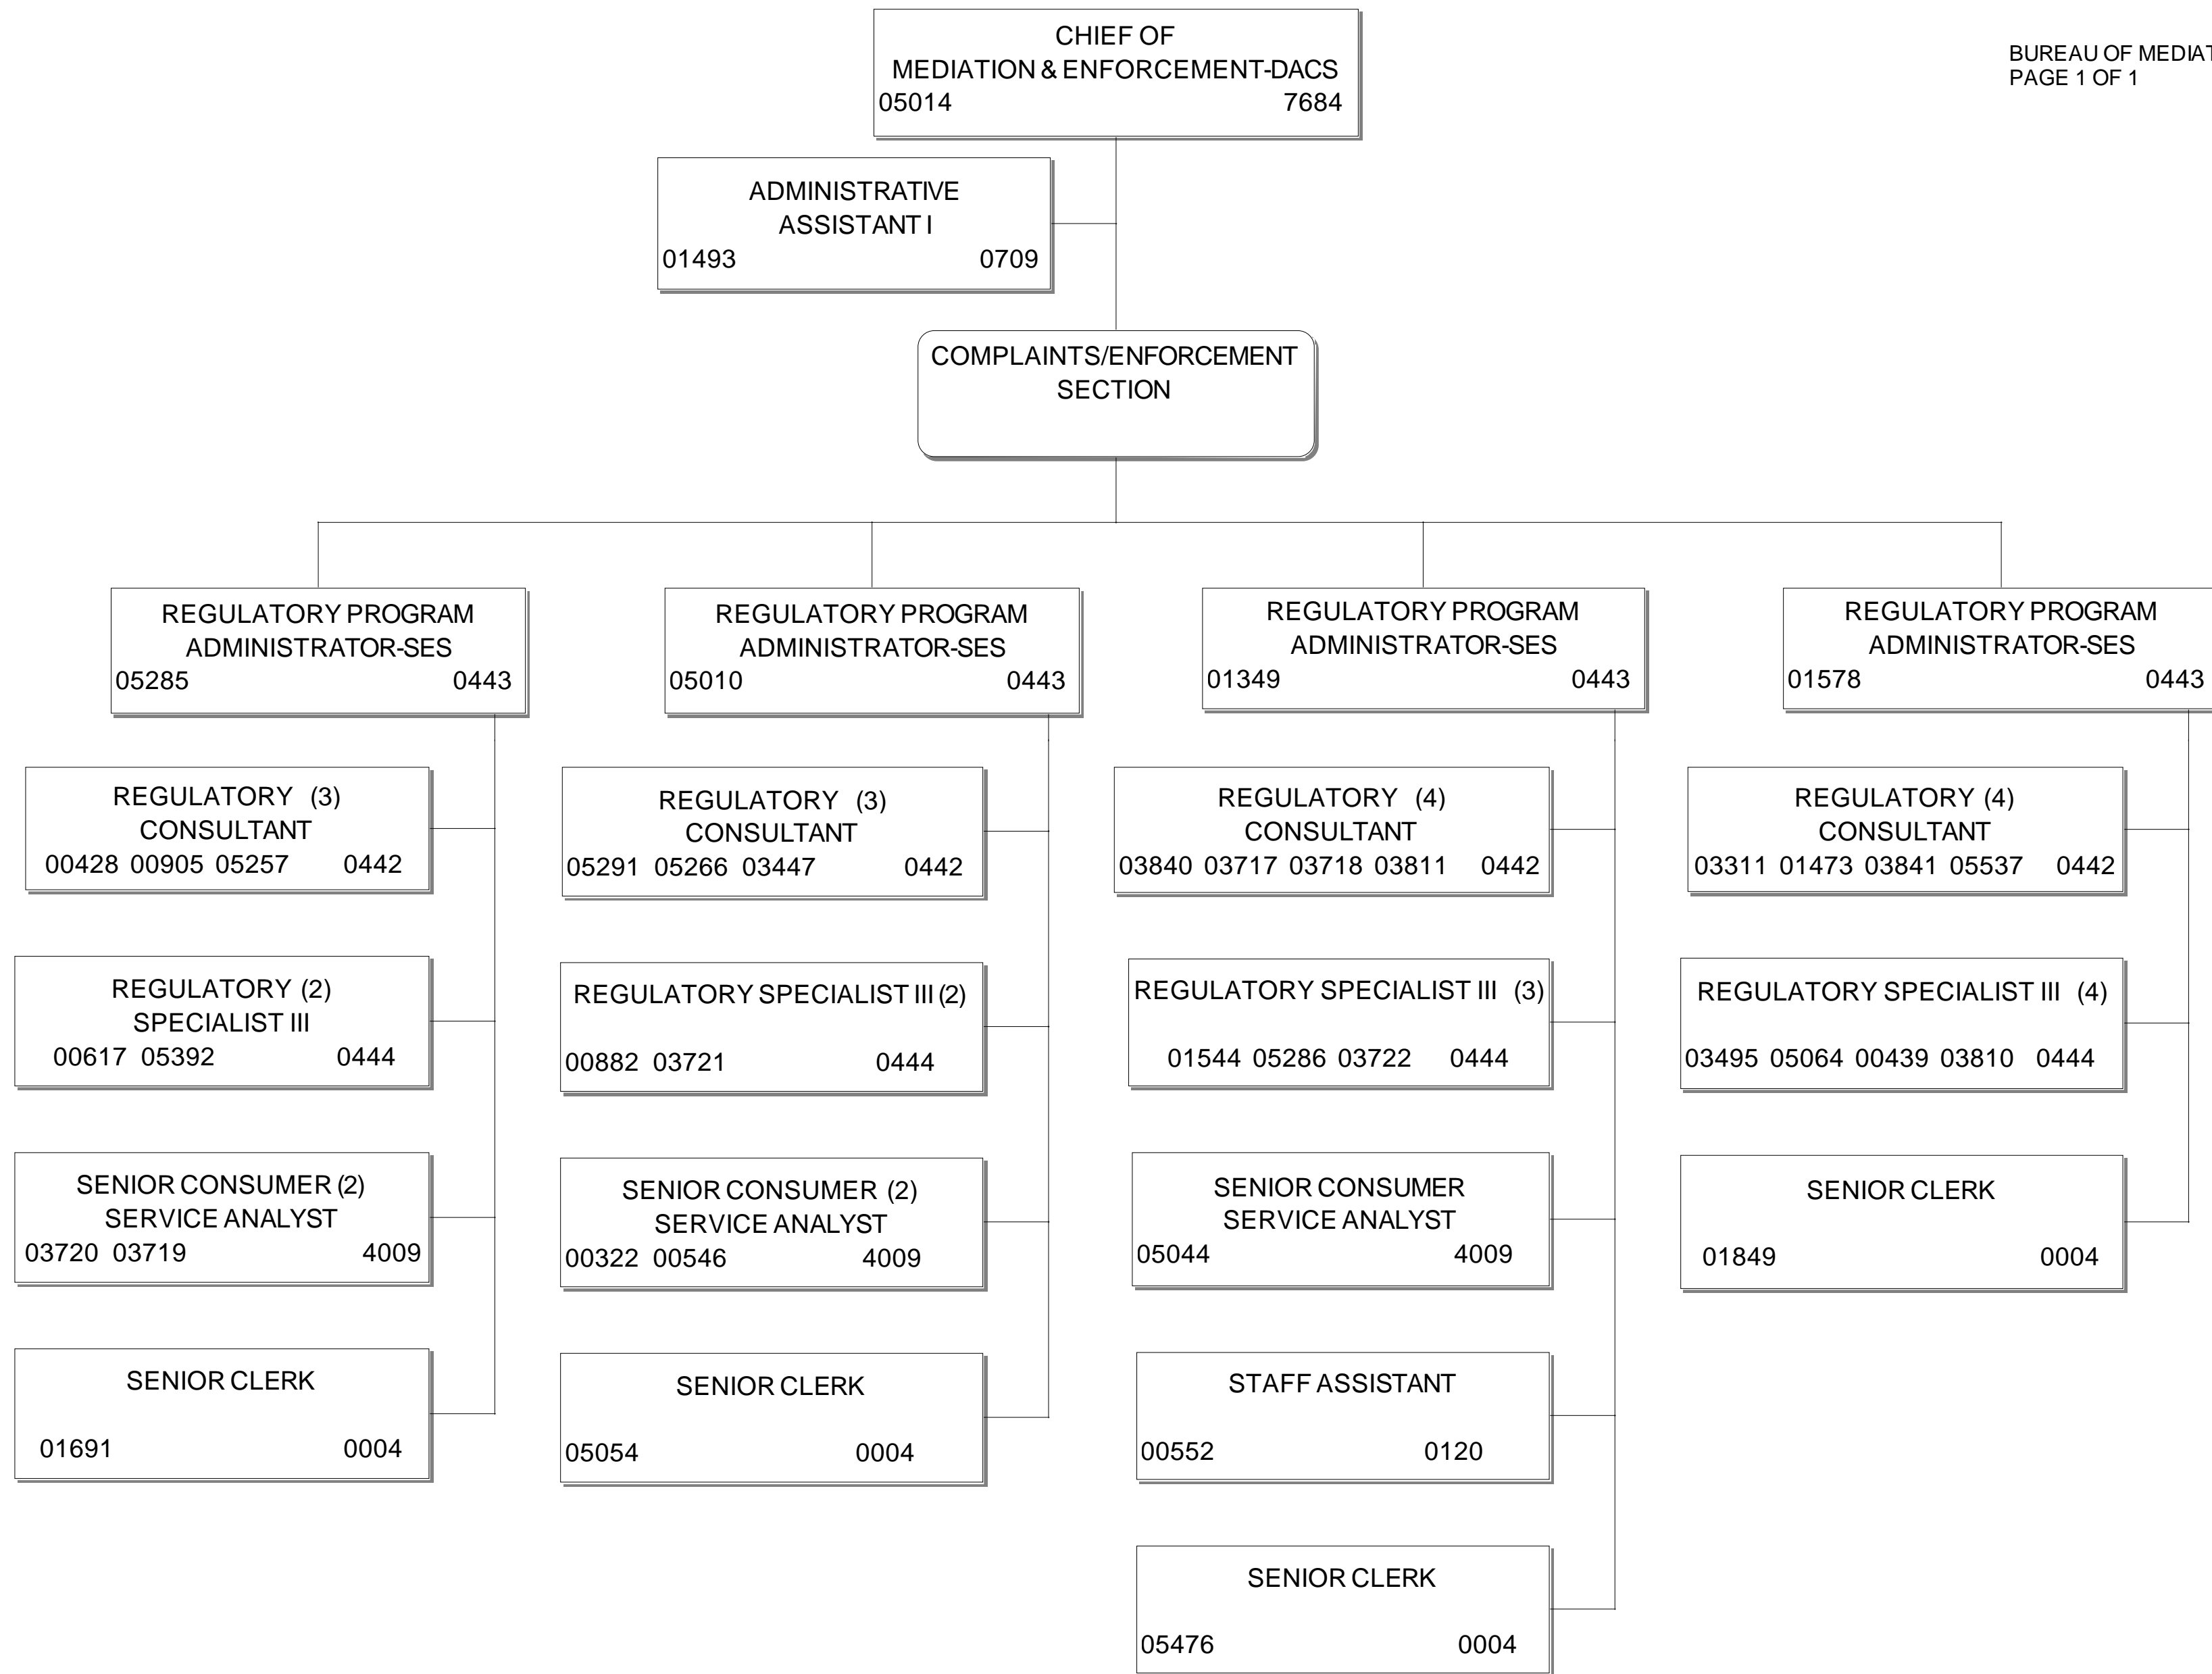 CHIEF OF
MEDIATION & ENFORCEMENT-DACS
05014 7684
BUREAU OF MEDIAT
PAGE 1 OF 1
ADMINISTRATIVE
ASSISTANT I
01493 0709
COMPLAINTS/ENFORCEMENT
SECTION
REGULATORY PROGRAM
ADMINISTRATOR-SES
05285 0443
REGULATORY (3)
CONSULTANT
00428 00905 05257 0442
REGULATORY (2)
SPECIALIST III
00617 05392 0444
SENIOR CONSUMER (2)
SERVICE ANALYST
03720 03719 4009
SENIOR CLERK
01691 0004
REGULATORY PROGRAM
ADMINISTRATOR-SES
05010 0443
REGULATORY (3)
CONSULTANT
05291 05266 03447 0442
REGULATORY SPECIALIST III (2)
00882 03721 0444
SENIOR CONSUMER (2)
SERVICE ANALYST
00322 00546 4009
SENIOR CLERK
05054 0004
REGULATORY PROGRAM
ADMINISTRATOR-SES
01349 0443
REGULATORY (4)
CONSULTANT
03840 03717 03718 03811 0442
REGULATORY SPECIALIST III (3)
01544 05286 03722 0444
SENIOR CONSUMER
SERVICE ANALYST
05044 4009
STAFF ASSISTANT
00552 0120
SENIOR CLERK
05476 0004
REGULATORY PROGRAM
ADMINISTRATOR-SES
01578 0443
REGULATORY (4)
CONSULTANT
03311 01473 03841 05537 0442
REGULATORY SPECIALIST III (4)
03495 05064 00439 03810 0444
SENIOR CLERK
01849 0004